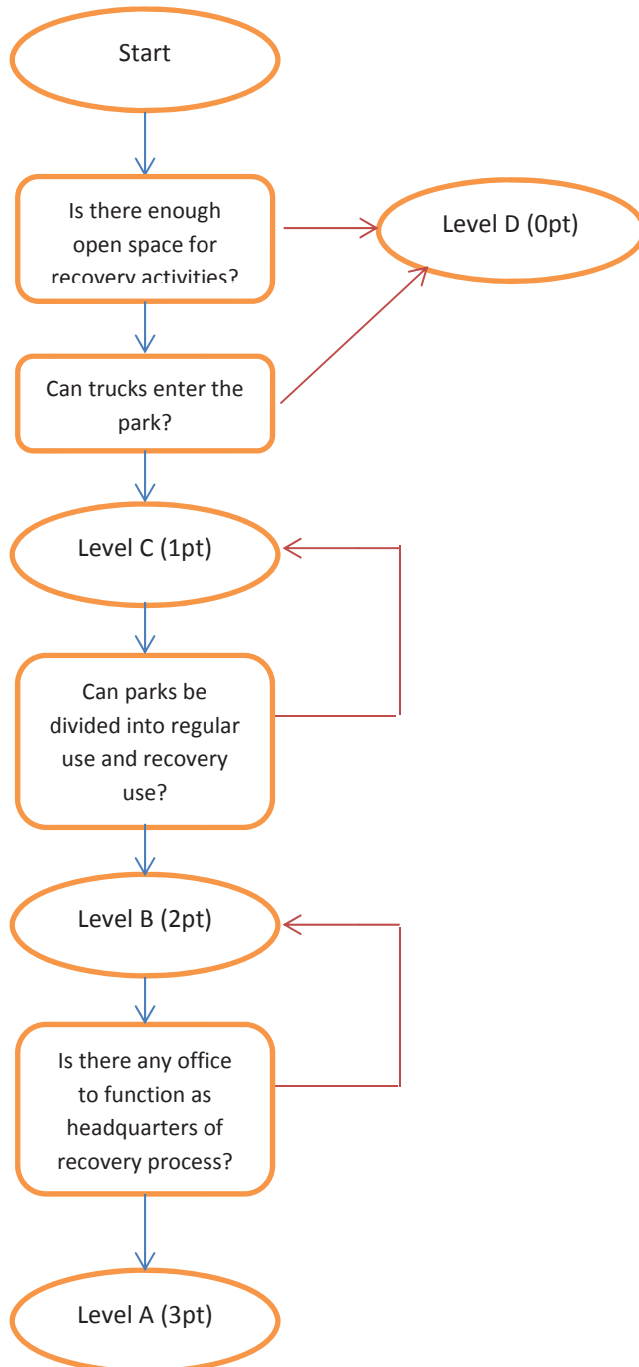 Start
Is there enough
open space for
recovery activities?
Level D (0pt)
Can trucks enter the
park?
Level C (1pt)
Can parks be
divided into regular
use and recovery
use?
Level B (2pt)
Is there any office
to function as
headquarters of
recovery process?
Level A (3pt)